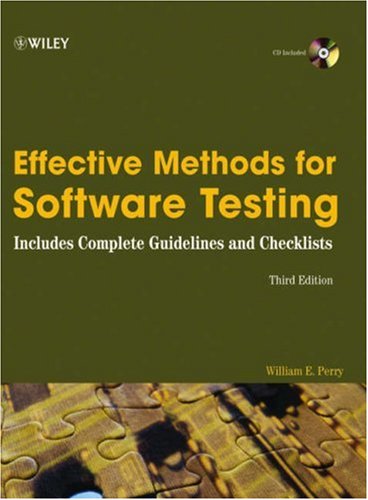 WILEY
CD Included
Effective Methods for
Software Testing
Includes Complete Guidelines and Checklists
Third Edition
William E. Perry